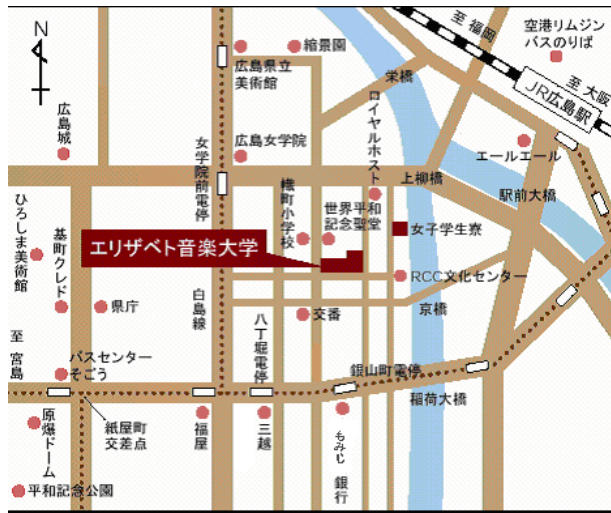 N
至 福岡
空港リムジン
バスのりば
縮景園
広島県立
美術館
栄橋
至 大阪
JR広島駅
広島城
女学院前電停
広島女学院
ロイヤルホスト
エールエール
上柳橋
駅前大橋
ひろしま美術館
基町クレド
幟町小学校
世界平和
記念聖堂
女子学生寮
エリザベト音楽大学
RCC文化センター
県庁
白島線
八丁堀電停
交番
京橋
至 宮島
バスセンター
そごう
銀山町電停
稲荷大橋
原爆ドーム
紙屋町
交差点
福屋
三越
もみじ 銀行
平和記念公園